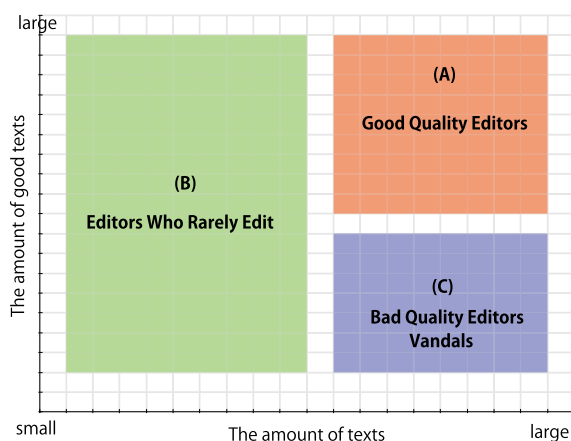 large
The amount of good texts
(A)
Good Quality Editors
(B)
Editors Who Rarely Edit
(C)
Bad Quality Editors
Vandals
small
The amount of texts
large